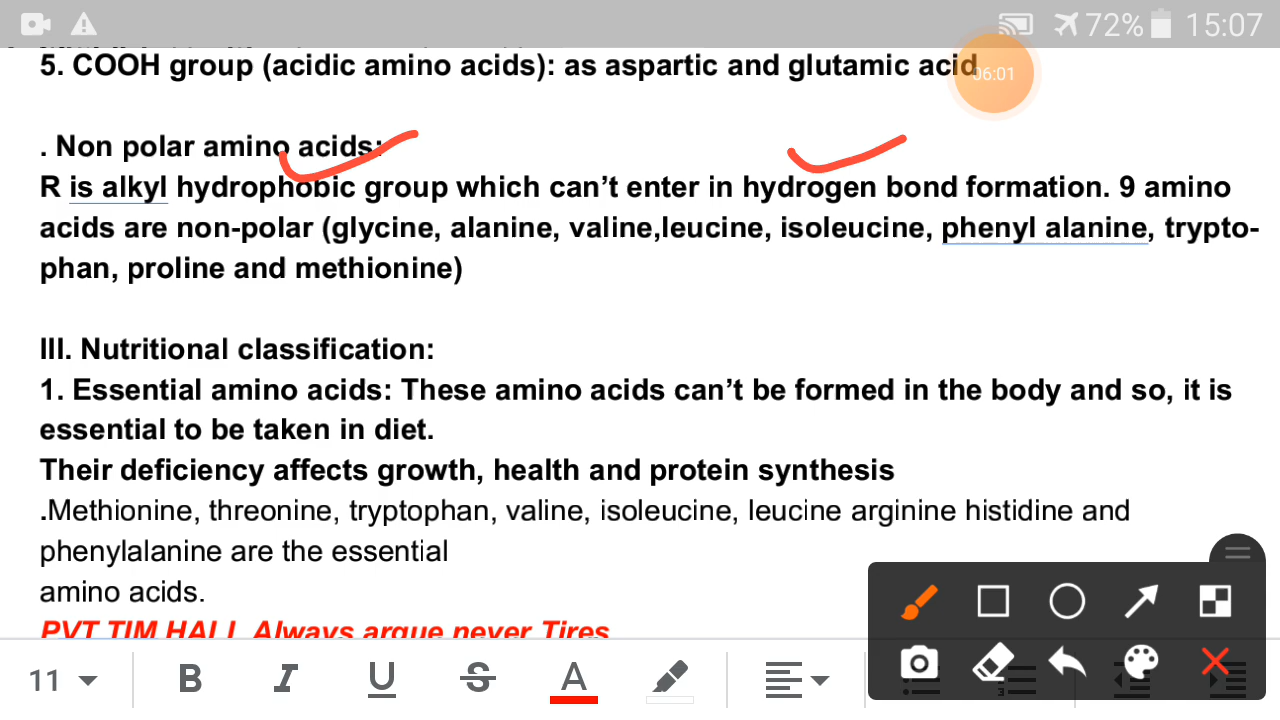 72% 15:07
5. COOH group (acidic amino acids): as aspartic and glutamic acid
06:01
. Non polar amino acids:
R is alkyl hydrophobic group which can’t enter in hydrogen bond formation. 9 amino
acids are non-polar (glycine, alanine, valine,leucine, isoleucine, phenyl alanine, trypto-
phan, proline and methionine)
III. Nutritional classification:
1. Essential amino acids: These amino acids can’t be formed in the body and so, it is
essential to be taken in diet.
Their deficiency affects growth, health and protein synthesis
.Methionine, threonine, tryptophan, valine, isoleucine, leucine arginine histidine and
phenylalanine are the essential
amino acids.
PVT TIM HALL Always argue never Tires
11 B I U S A